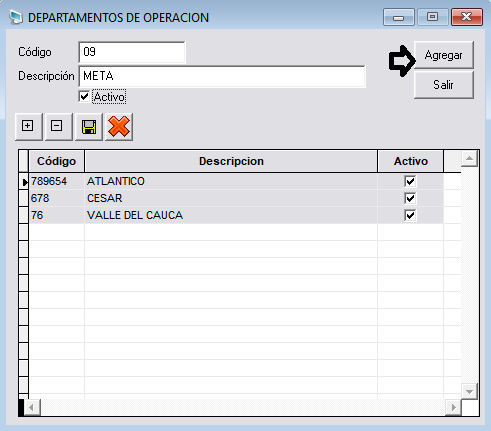 DEPARTAMENTOS DE OPERACION
Código 09
Agregar
Descripción META
Salir
Activo
Código Descripcion Activo
789654 ATLANTICO
678 CESAR
76 VALLE DEL CAUCA